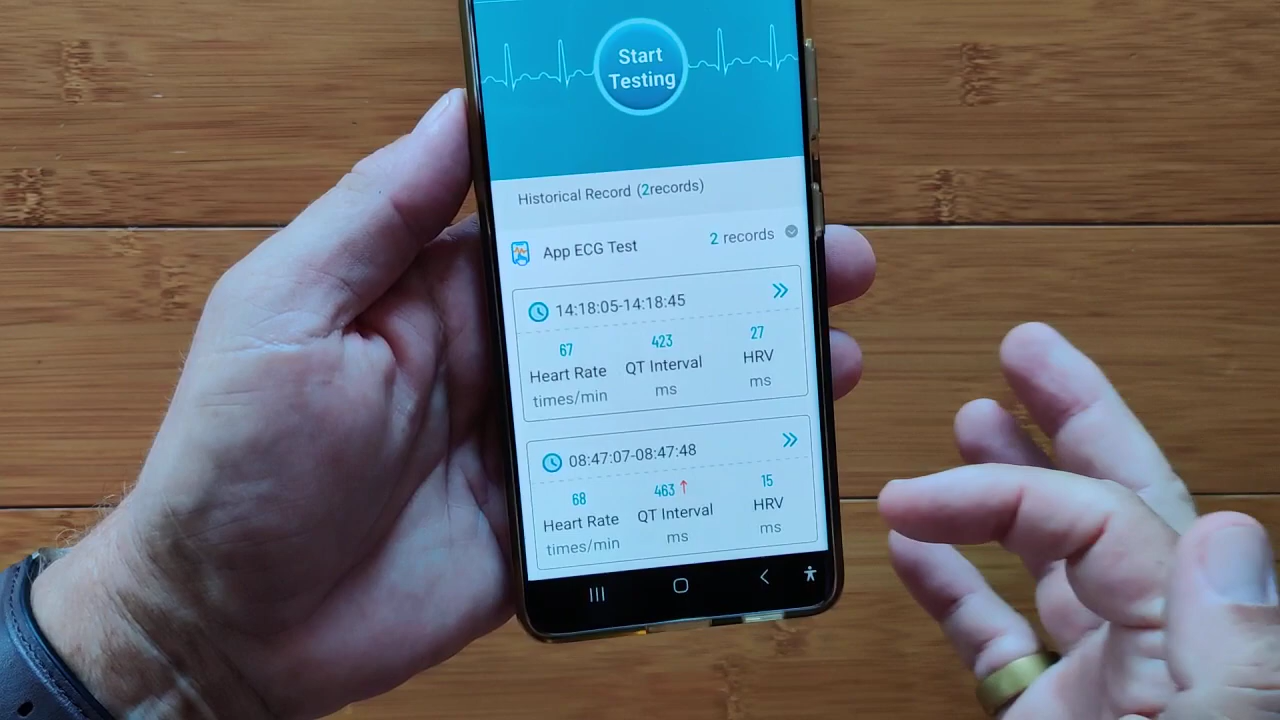 Start
Testing
Historical Record (2records)
App ECG Test 2 records
14:18:05-14:18:45
67 423 27
Heart Rate QT Interval HRV
times/min ms ms
08:47:07-08:47:48
68 463↑ 15
Heart Rate QT Interval HRV
times/min ms ms